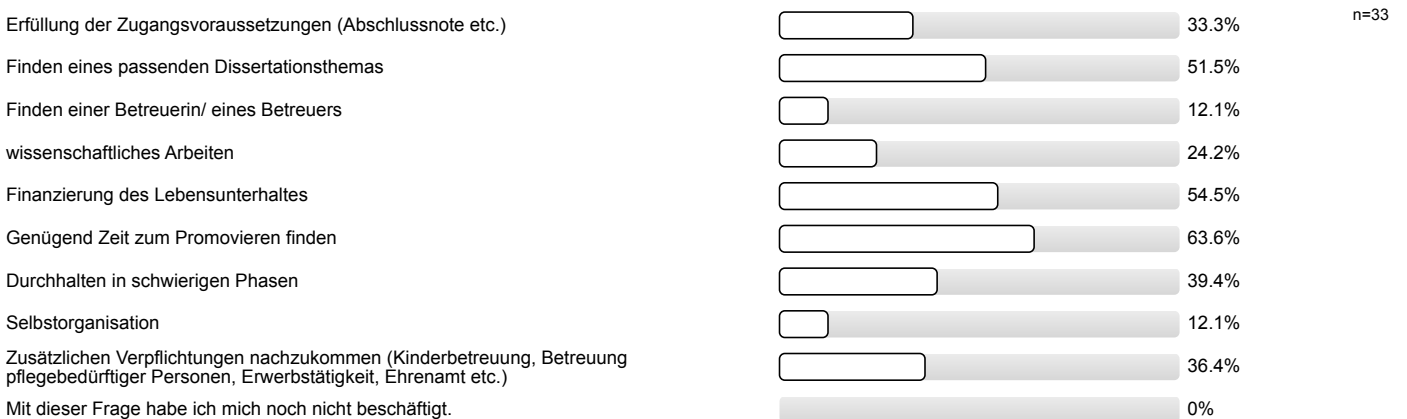 Erfüllung der Zugangsvoraussetzungen (Abschlussnote etc.) 33.3% n=33
Finden eines passenden Dissertationsthemas 51.5%
Finden einer Betreuerin/ eines Betreuers 12.1%
wissenschaftliches Arbeiten 24.2%
Finanzierung des Lebensunterhaltes 54.5%
Genügend Zeit zum Promovieren finden 63.6%
Durchhalten in schwierigen Phasen 39.4%
Selbstorganisation 12.1%
Zusätzlichen Verpflichtungen nachzukommen (Kinderbetreuung, Betreuung
pflegebedürftiger Personen, Erwerbstätigkeit, Ehrenamt etc.) 36.4%
Mit dieser Frage habe ich mich noch nicht beschäftigt. 0%